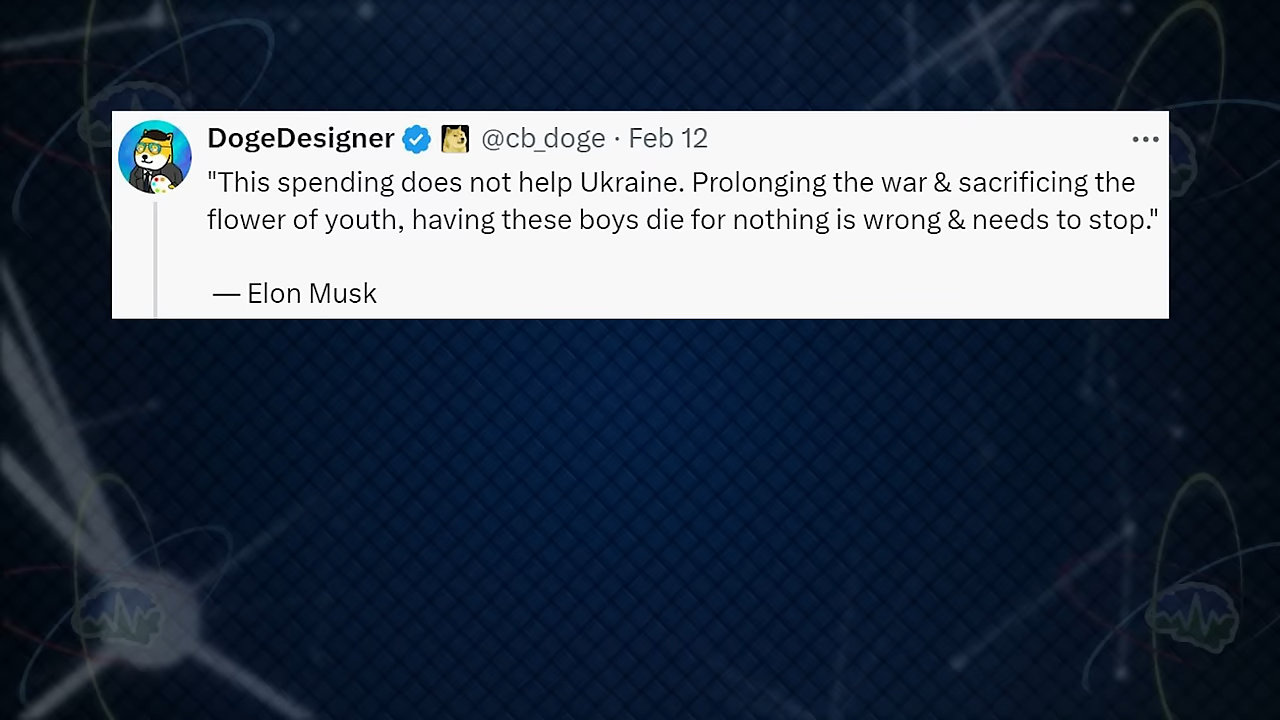 DogeDesigner @cb_doge · Feb 12
"This spending does not help Ukraine. Prolonging the war & sacrificing the
flower of youth, having these boys die for nothing is wrong & needs to stop."
— Elon Musk